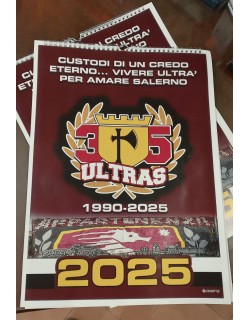 CUSTODI DI UN CREDO
ETERNO... VIVERE ULTRA'
PER AMARE SALERNO
35
ULTRAS
1990-2025
2025